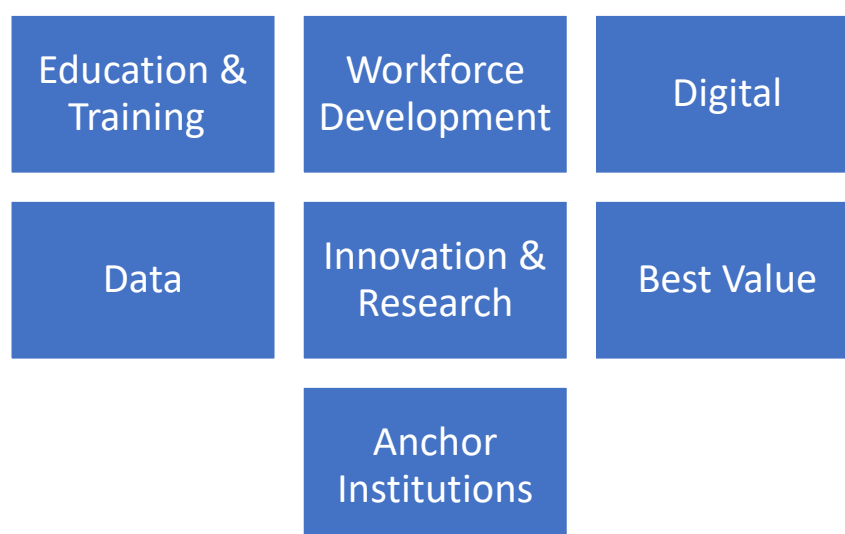 Education &
Training
Workforce
Development
Digital
Data
Innovation &
Research
Best Value
Anchor
Institutions